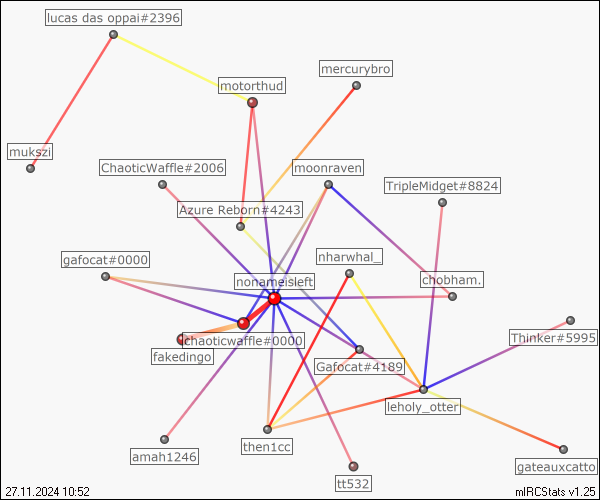 lucas das oppai#2396
mercurybro
motorthud
mukszi
ChaoticWaffle#2006
moonraven
TripleMidget#8824
Azure Reborn#4243
gafocat#0000
nharwhal_
nonameisleft
chobham.
chaoticwaffle#0000
Thinker#5995
fakedingo
Gafocat#4189
leholy_otter
then1cc
amah1246
gateauxcatto
tt532
27.11.2024 10:52
mIRCStats v1.25